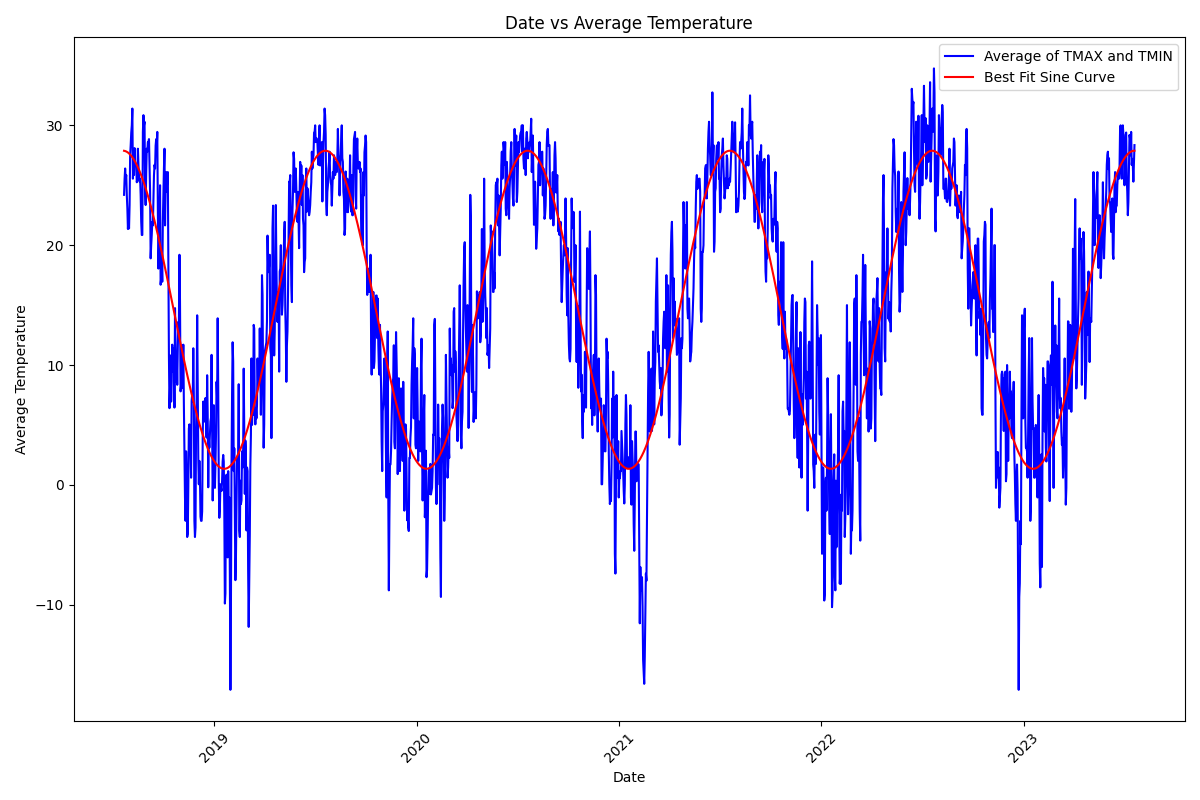 Date vs Average Temperature
Average of TMAX and TMIN
Best Fit Sine Curve
Average Temperature
30
20
10
0
−10
2019
2020
2021
2022
2023
Date